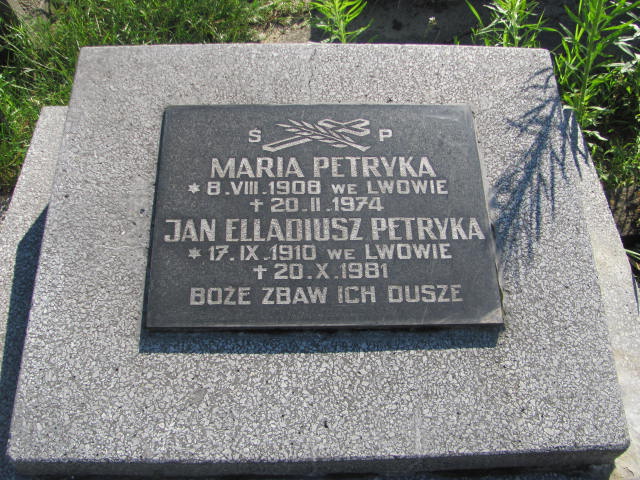 Ś P
MARIA PETRYKA
* 8.VIII.1908 WE LWOWIE
✝ 20.II.1974
JAN ELLADIUSZ PETRYKA
* 17.IX.1910 WE LWOWIE
✝ 20.X.1981
BOŻE ZBAW ICH DUSZE